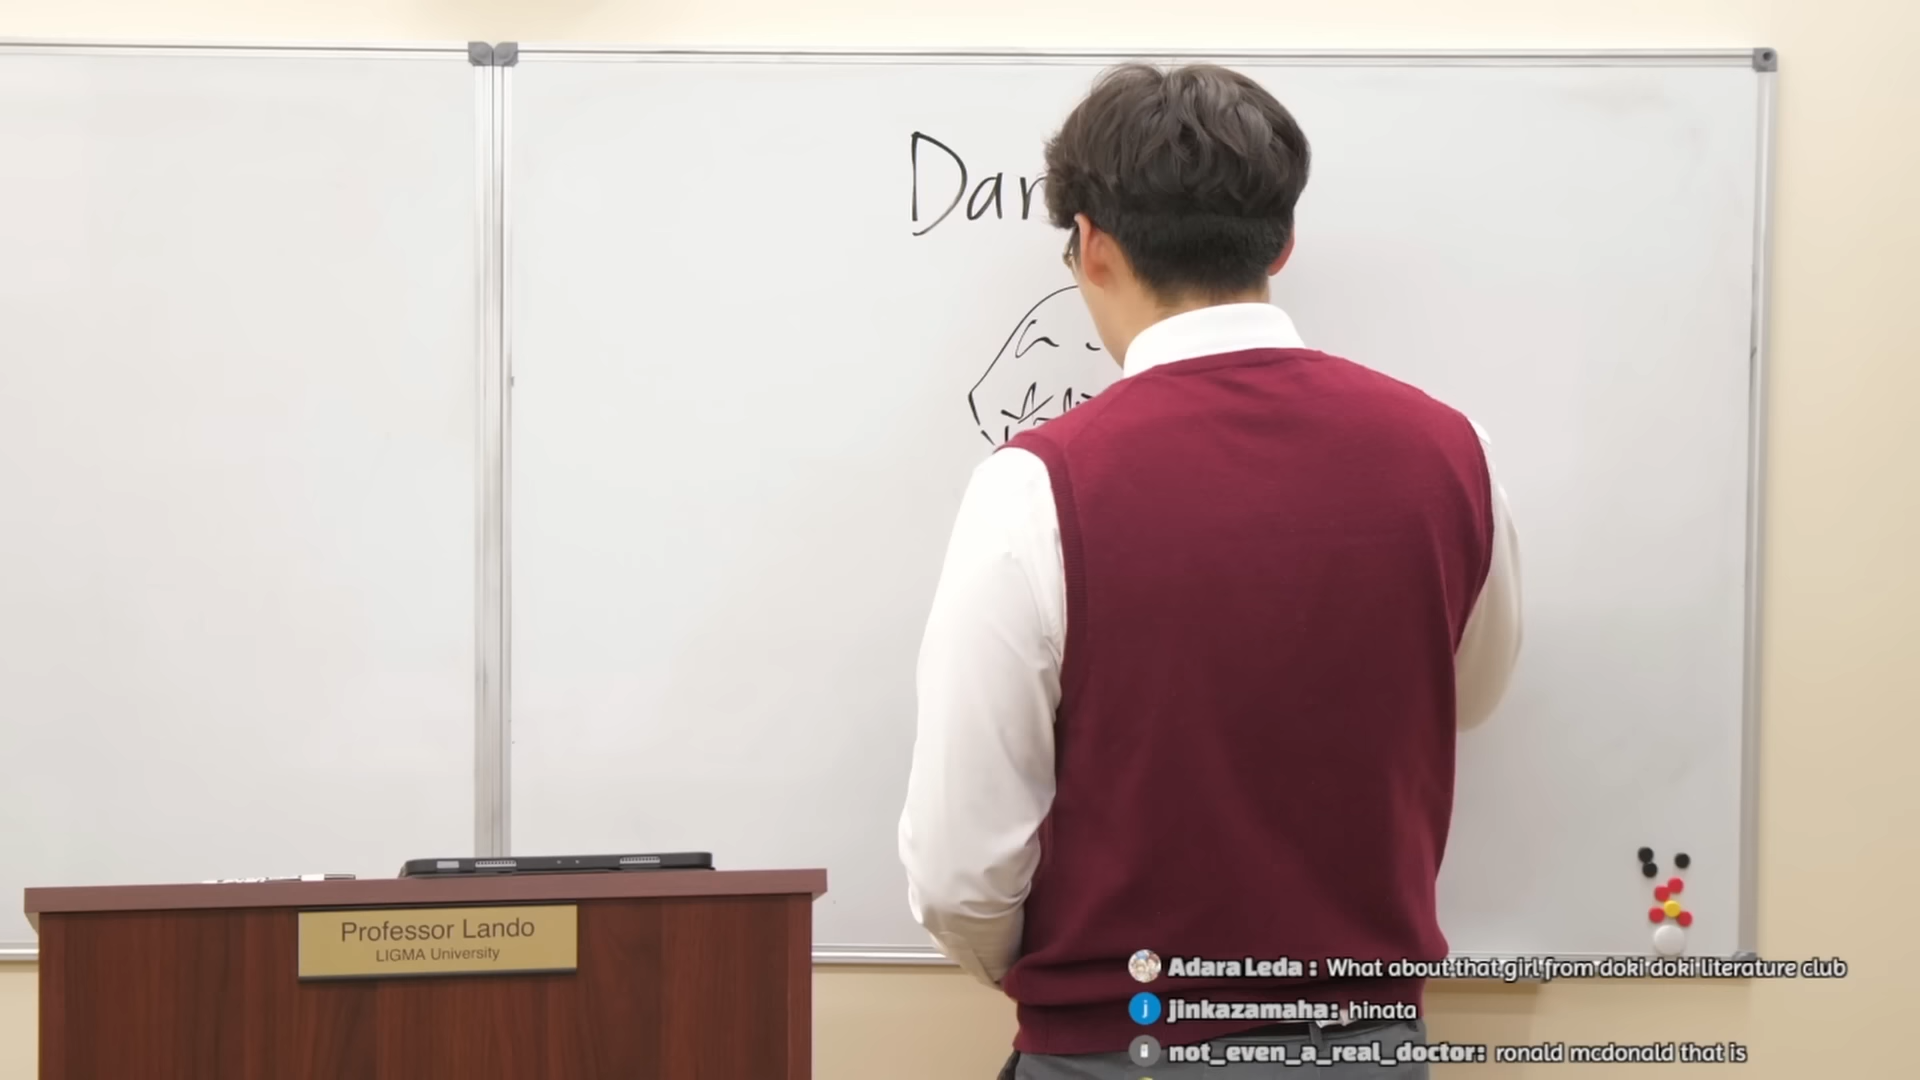 Dar
Professor Lando
LIGMA University
Adara Leda : What about that girl from doki doki literature club
j jinkazamaha: hinata
not_even_a_real_doctor: ronald mcdonald that is